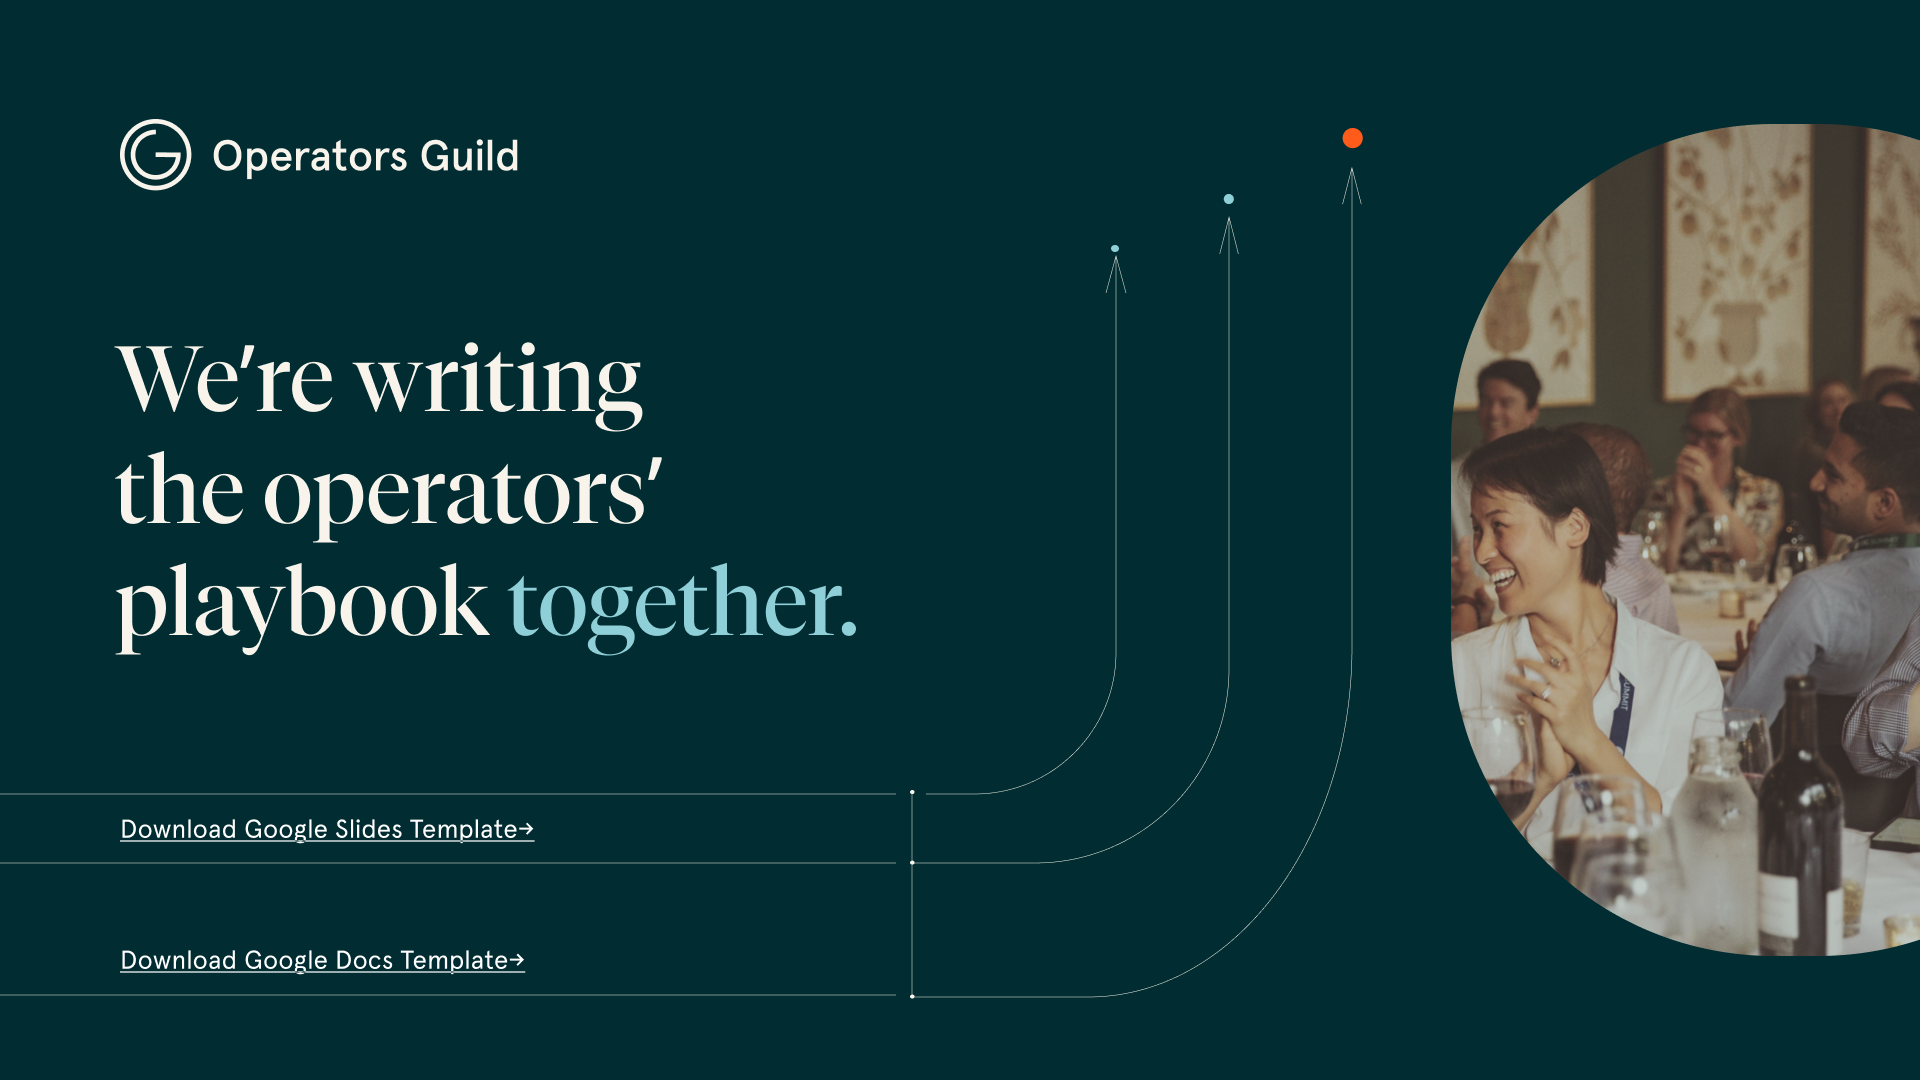 Operators Guild
We’re writing
the operators’
playbook together.
Download Google Slides Template→
Download Google Docs Template→